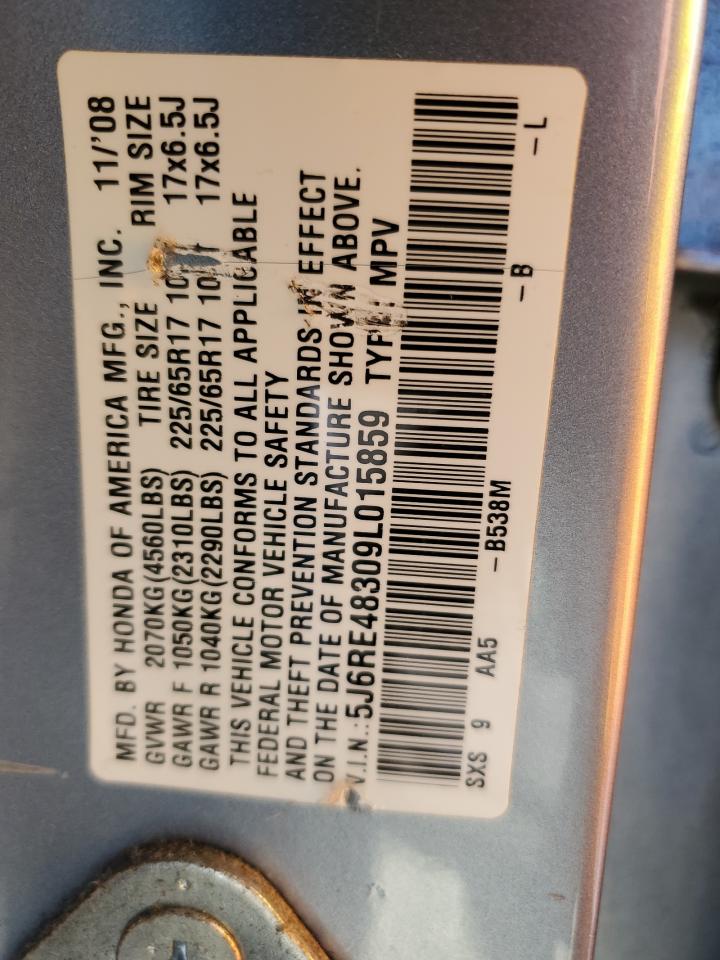 MFD. BY HONDA OF AMERICA MFG., INC. 11/'08
GVWR 2070KG(4560LBS) TIRE SIZE RIM SIZE
GAWR F 1050KG(2310LBS) 225/65R17 17x6.5J
GAWR R 1040KG(2290LBS) 225/65R17 17x6.5J
THIS VEHICLE CONFORMS TO ALL APPLICABLE
FEDERAL MOTOR VEHICLE SAFETY
AND THEFT PREVENTION STANDARDS IN EFFECT
ON THE DATE OF MANUFACTURE SHOWN ABOVE.
V.I.N.: 5J6RE48309L015859 MPV
SXS 9 AA5 - B538M - B - L